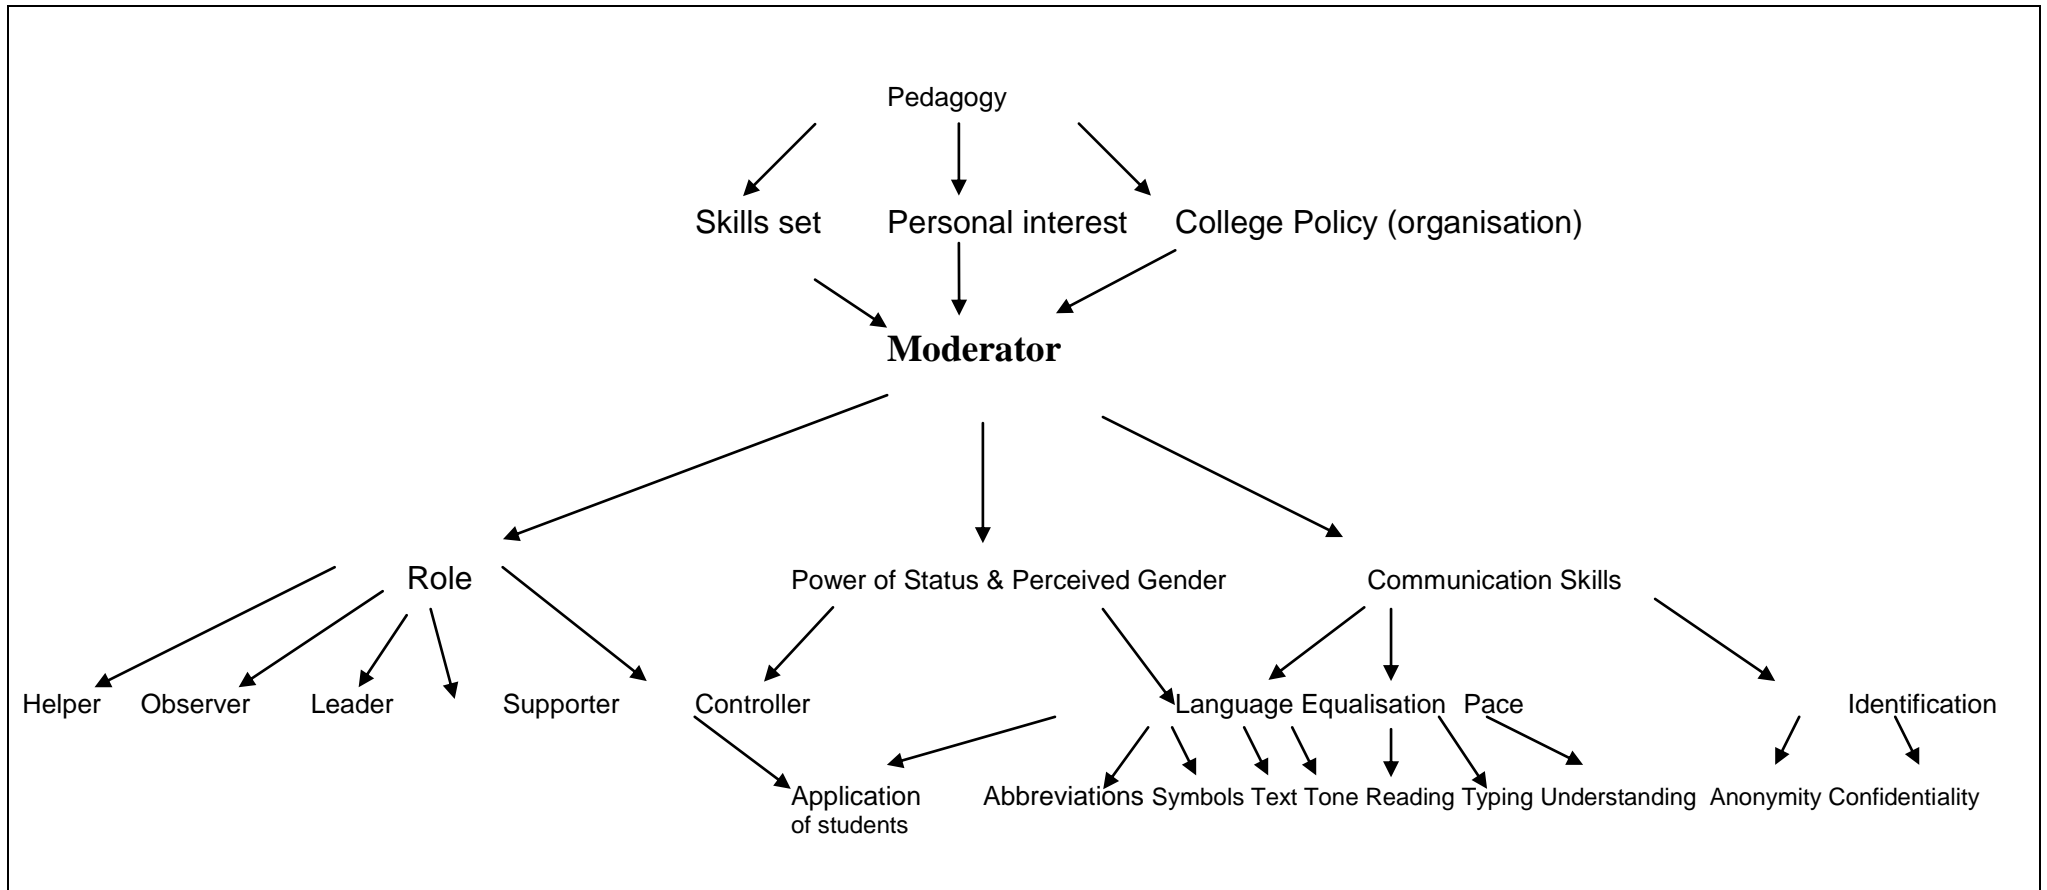 Pedagogy
Skills set Personal interest College Policy (organisation)
Moderator
Role Power of Status & Perceived Gender Communication Skills
Helper Observer Leader Supporter Controller Language Equalisation Pace Identification
Application Abbreviations Symbols Text Tone Reading Typing Understanding Anonymity Confidentiality
of students